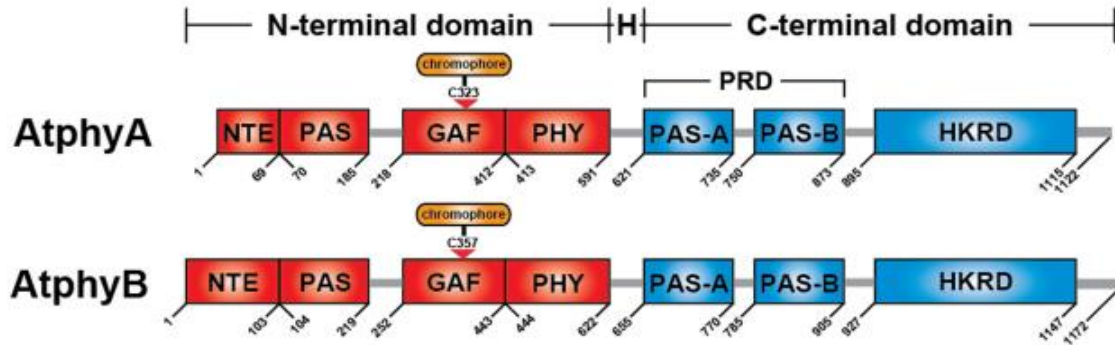 N-terminal domain H C-terminal domain
chromophore
C323
PRD
AtphyA NTE PAS GAF PHY PAS-A PAS-B HKRD
1 69 70 185 218 412 413 591 621 735 750 873 895 1115 1122
chromophore
C357
AtphyB NTE PAS GAF PHY PAS-A PAS-B HKRD
1 103 104 219 252 443 444 622 655 770 785 905 927 1147 1172